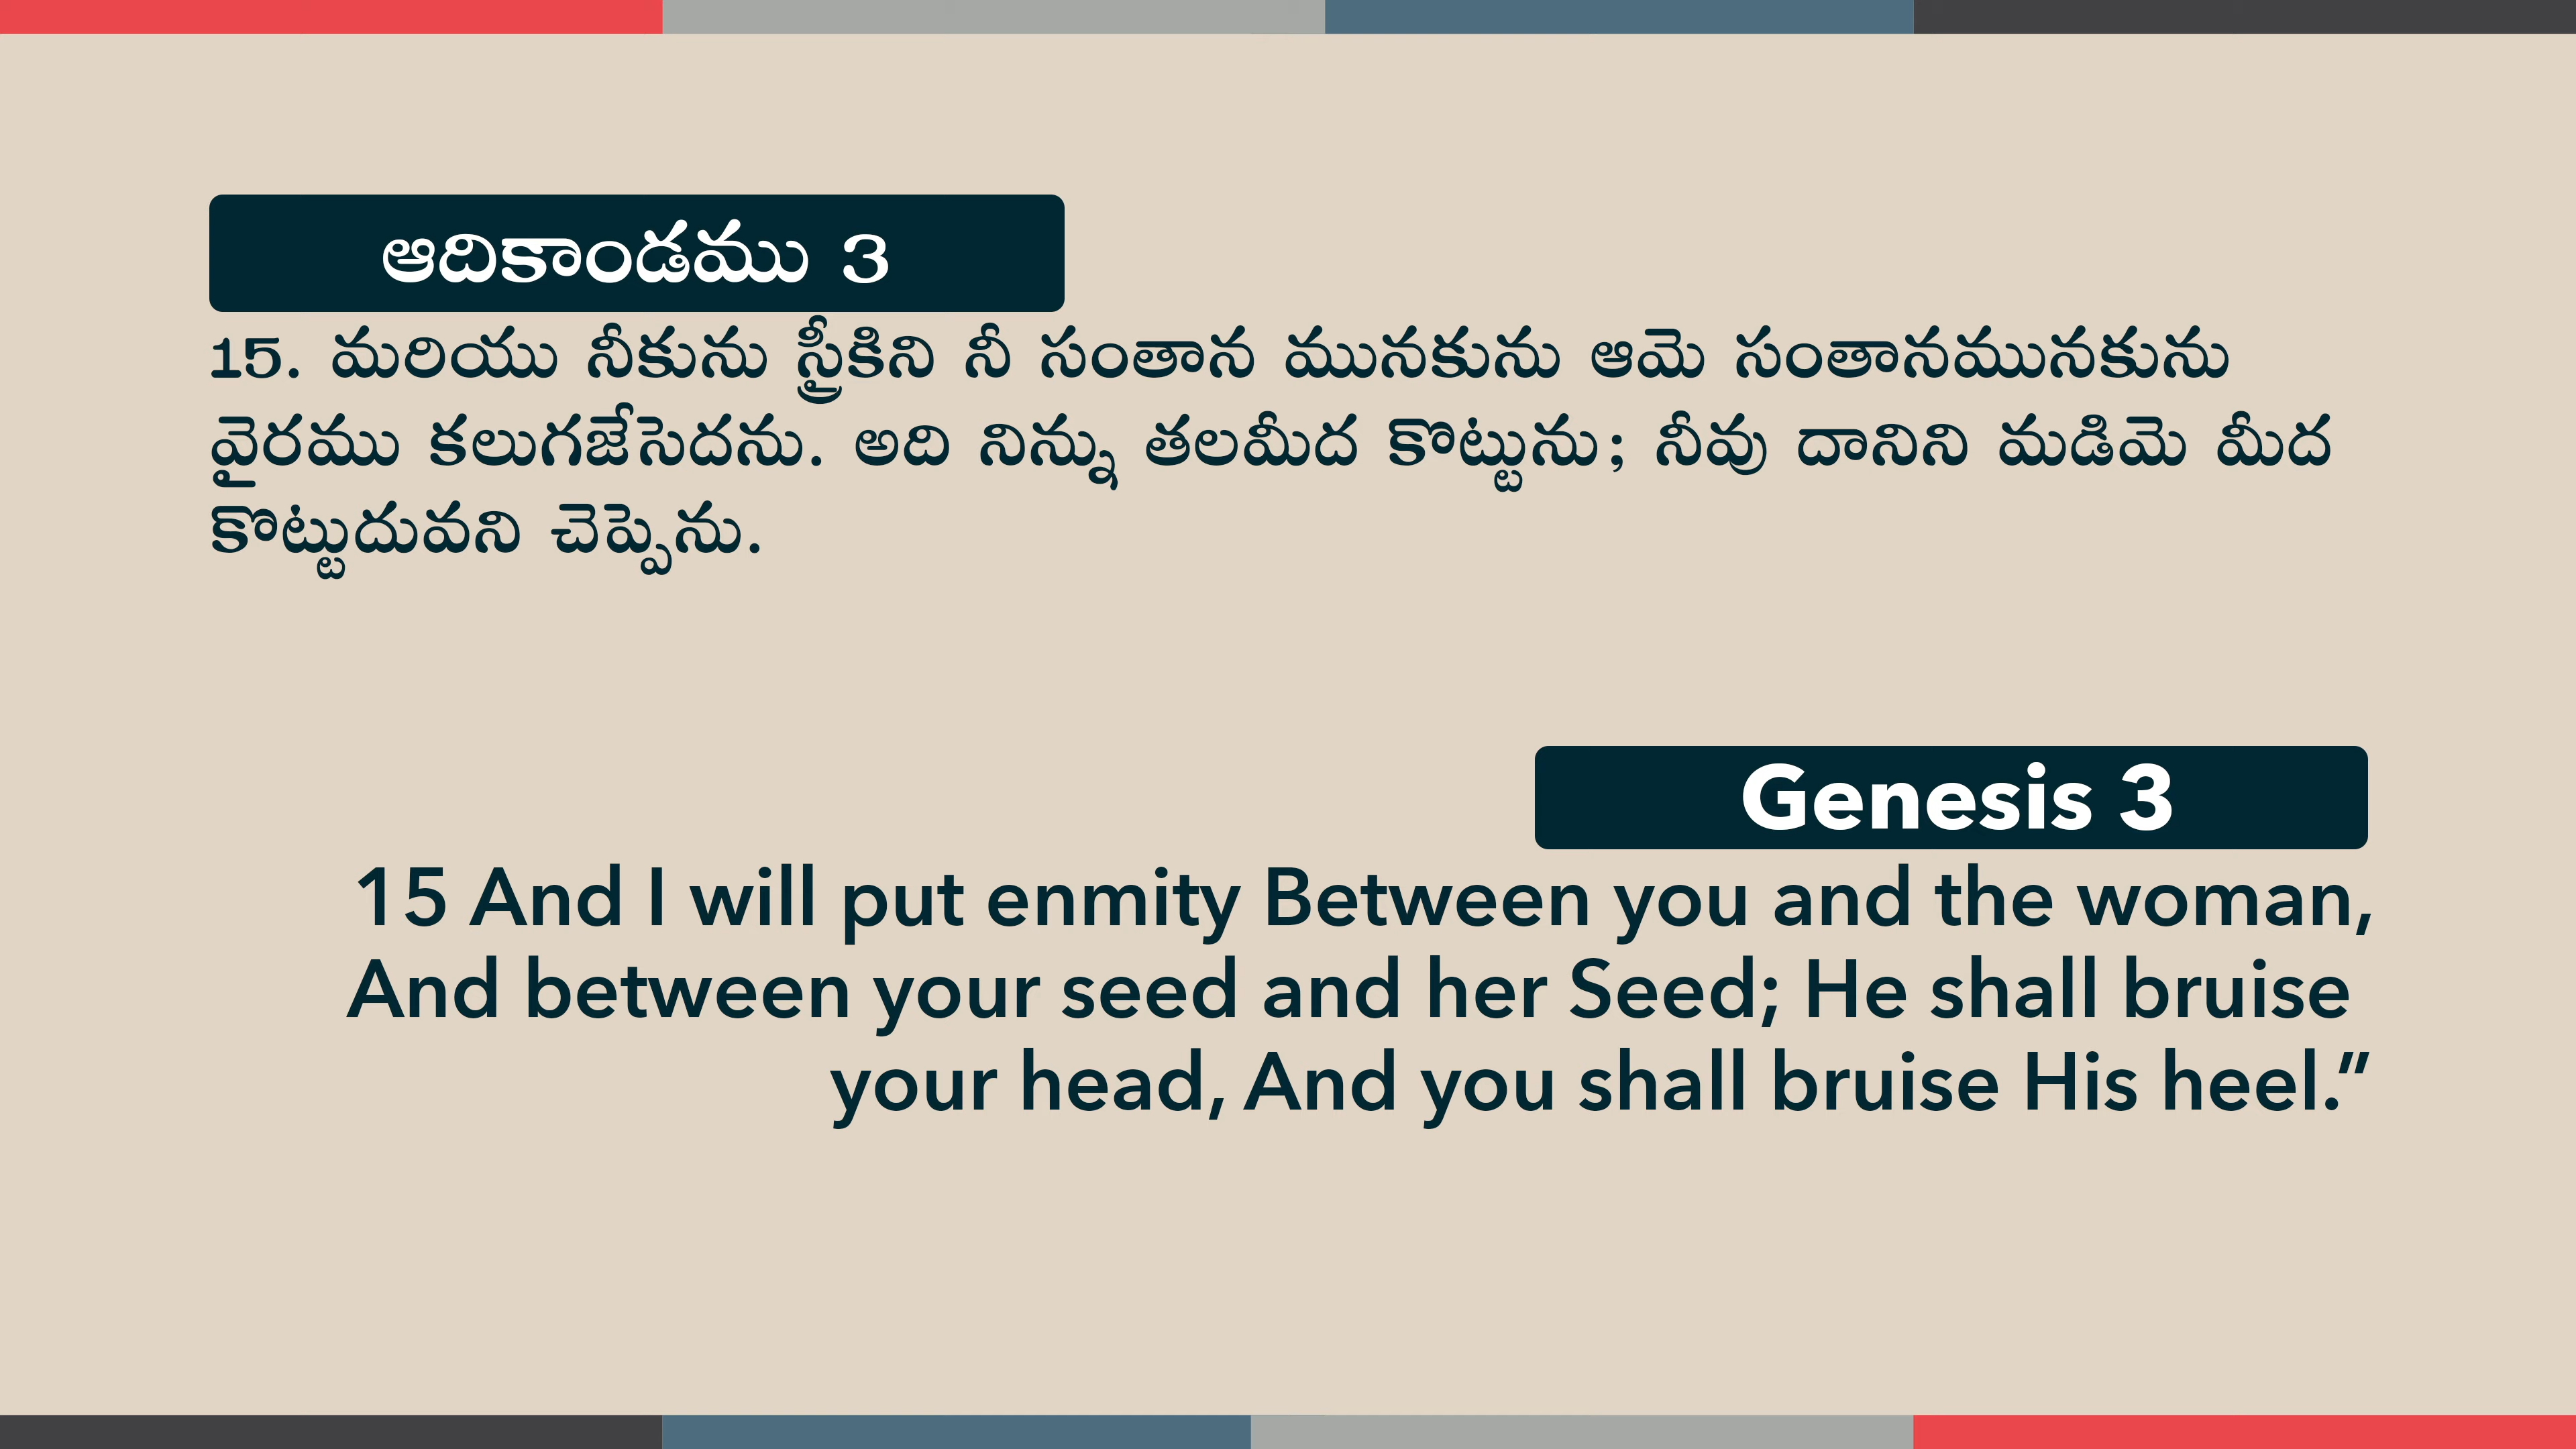 ఆదికాండము 3
15. మరియు నీకును స్త్రీకిని నీ సంతాన మునకును ఆమె సంతానమునకును
వైరము కలుగజేసెదను. అది నిన్ను తలమీద కొట్టును; నీవు దానిని మడిమె మీద
కొట్టుదువని చెప్పెను.
Genesis 3
15 And I will put enmity Between you and the woman,
And between your seed and her Seed; He shall bruise
your head, And you shall bruise His heel.”